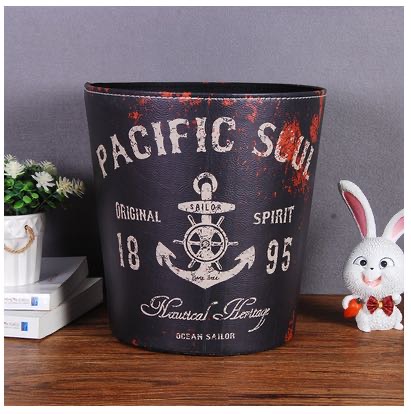 PACIFIC SOUL
SAILOR
ORIGINAL SPIRIT
18 95
Nautical Heritage
OCEAN SAILOR